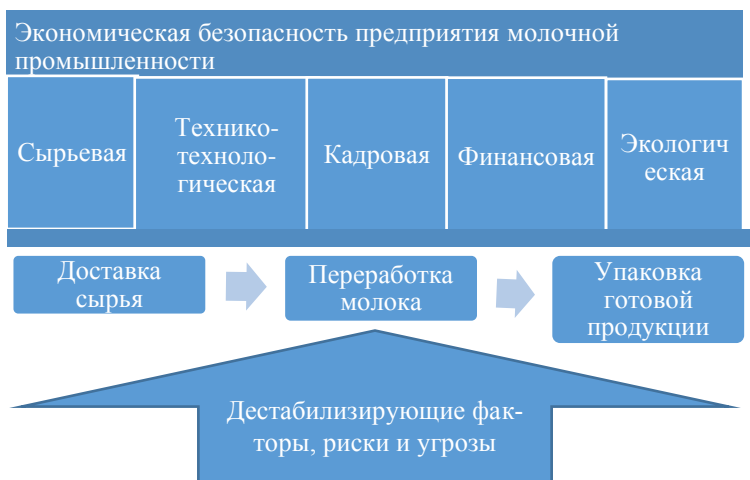 Экономическая безопасность предприятия молочной
промышленности
Сырьевая
Технико-
техноло-
гическая
Кадровая
Финансовая
Экологич
еская
Доставка
сырья
Переработка
молока
Упаковка
готовой
продукции
Дестабилизирующие фак-
торы, риски и угрозы